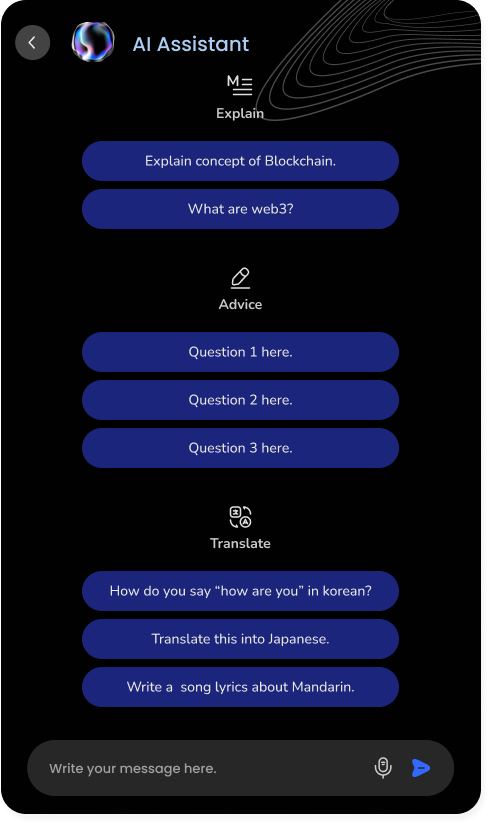 AI Assistant
Explain
Explain concept of Blockchain.
What are web3?
Advice
Question 1 here.
Question 2 here.
Question 3 here.
Translate
How do you say “how are you” in korean?
Translate this into Japanese.
Write a  song lyrics about Mandarin.
Write your message here.